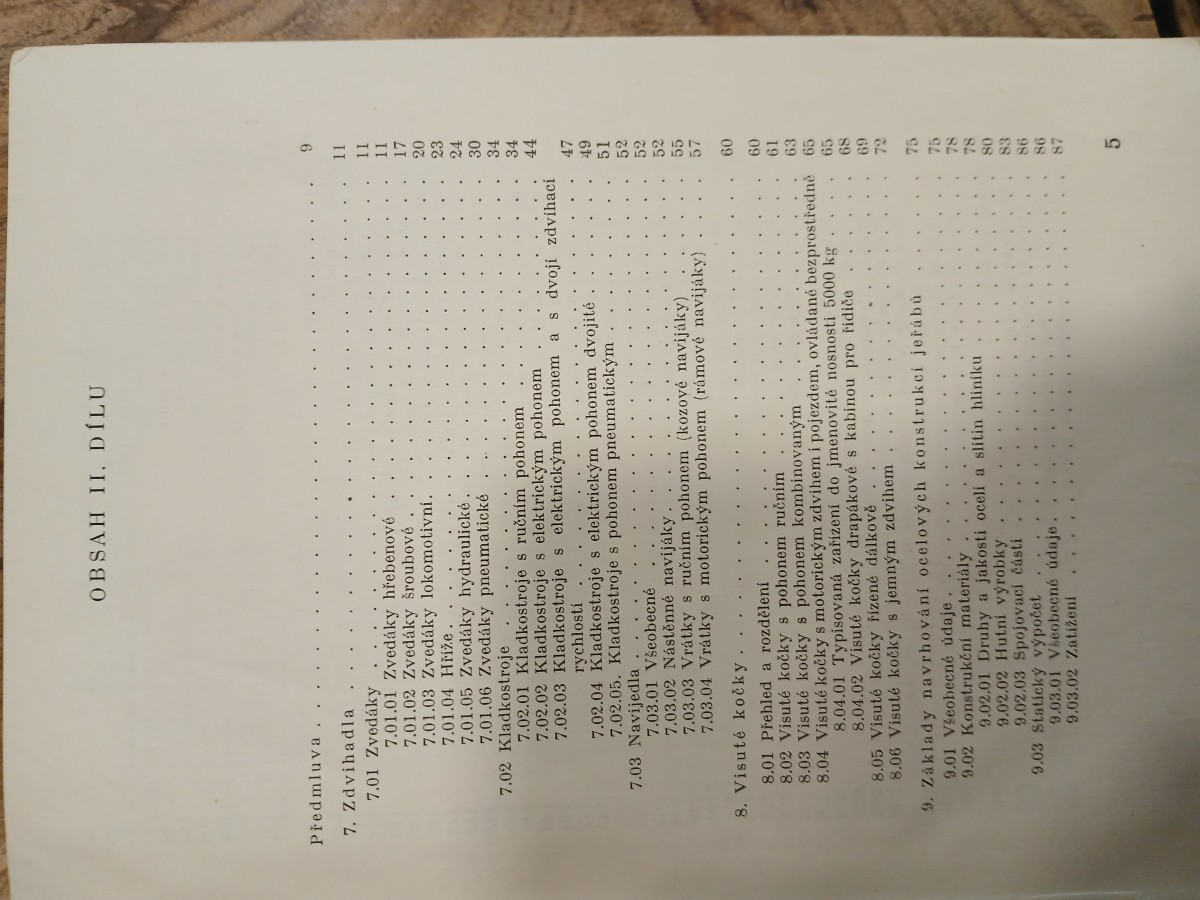 OBSAH II. DÍLU
Předmluva . . . . . . . . . . . . . . . . . . . . 9
7. Zdvihadla . . . . . . . . . . . . . . . . . . . . 11
7.01 Zvedáky . . . . . . . . . . . . . . . . . . . . 11
7.01.01 Zvedáky hřebenové . . . . . . . . . . . . . . . 11
7.01.02 Zvedáky šroubové . . . . . . . . . . . . . . . 17
7.01.03 Zvedáky lokomotivní. . . . . . . . . . . . . . . 20
7.01.04 Hříže . . . . . . . . . . . . . . . . . . 23
7.01.05 Zvedáky hydraulické . . . . . . . . . . . . . . . 24
7.01.06 Zvedáky pneumatické . . . . . . . . . . . . . . . 30
7.02 Kladkostroje . . . . . . . . . . . . . . . . . . 34
7.02.01 Kladkostroje s ručním pohonem . . . . . . . . . . 34
7.02.02 Kladkostroje s elektrickým pohonem . . . . . . . . . 44
7.02.03 Kladkostroje s elektrickým pohonem a s dvojí zdvihací
rychlostí . . . . . . . . . . . . . . . . . . 47
7.02.04 Kladkostroje s elektrickým pohonem dvojité . . . . . . 49
7.02.05. Kladkostroje s pohonem pneumatickým . . . . . . . 51
7.03 Navijedla . . . . . . . . . . . . . . . . . . . 52
7.03.01 Všeobecné . . . . . . . . . . . . . . . . . 52
7.03.02 Nástěnné navijáky . . . . . . . . . . . . . . . 52
7.03.03 Vrátky s ručním pohonem (kozové navijáky) . . . . . . 55
7.03.04 Vrátky s motorickým pohonem (rámové navijáky) . . . . 57
8. Visuté kočky . . . . . . . . . . . . . . . . . . . 60
8.01 Přehled a rozdělení . . . . . . . . . . . . . . . . 60
8.02 Visuté kočky s pohonem ručním . . . . . . . . . . . . 61
8.03 Visuté kočky s pohonem kombinovaným . . . . . . . . . 63
8.04 Visuté kočky s motorickým zdvihem i pojezdem, ovládané bezprostředně 65
8.04.01 Typisovaná zařízení do jmenovité nosnosti 5000 kg . . . 65
8.04.02 Visuté kočky drapákové s kabinou pro řidiče . . . . . 68
8.05 Visuté kočky řízené dálkově . . . . . . . . . . . . . 69
8.06 Visuté kočky s jemným zdvihem . . . . . . . . . . . . 72
9. Základy navrhování ocelových konstrukcí jeřábů . . . . . 75
9.01 Všeobecné údaje . . . . . . . . . . . . . . . . . 75
9.02 Konstrukční materiály . . . . . . . . . . . . . . . 78
9.02.01 Druhy a jakosti ocelí a slitin hliníku . . . . . . . . . 78
9.02.02 Hutní výrobky . . . . . . . . . . . . . . . . 80
9.02.03 Spojovací části . . . . . . . . . . . . . . . . 83
9.03 Statický výpočet . . . . . . . . . . . . . . . . . 86
9.03.01 Všeobecné údaje . . . . . . . . . . . . . . . 86
9.03.02 Zatížení . . . . . . . . . . . . . . . . . . 87
5